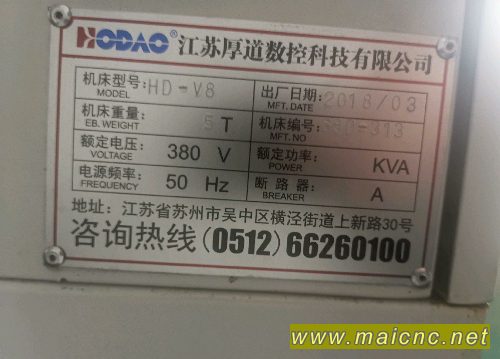 HODAO 江苏厚道数控科技有限公司
机床型号: HD-V8 出厂日期: 2018/03
MODEL MFT. DATE
机床重量: 5 T 机床编号:
EB. WEIGHT MFT. NO
额定电压: 380 V 额定功率: KVA
VOLTAGE POWER
电源频率: 50 Hz 断路器: A
FREQUENCY BREAKER
地址: 江苏省苏州市吴中区横泾街道上新路30号
咨询热线(0512) 66260100
www.maicnc.net